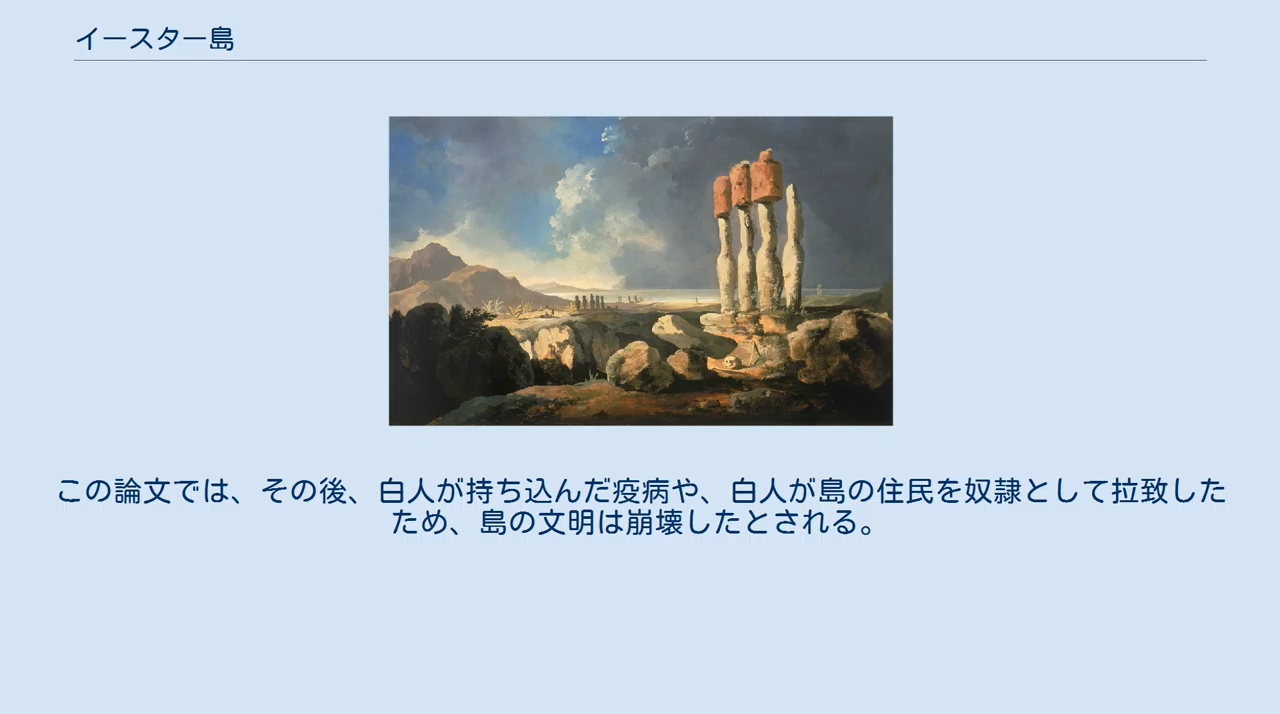 イースター島
この論文では、その後、白人が持ち込んだ疫病や、白人が島の住民を奴隷として拉致した
ため、島の文明は崩壊したとされる。